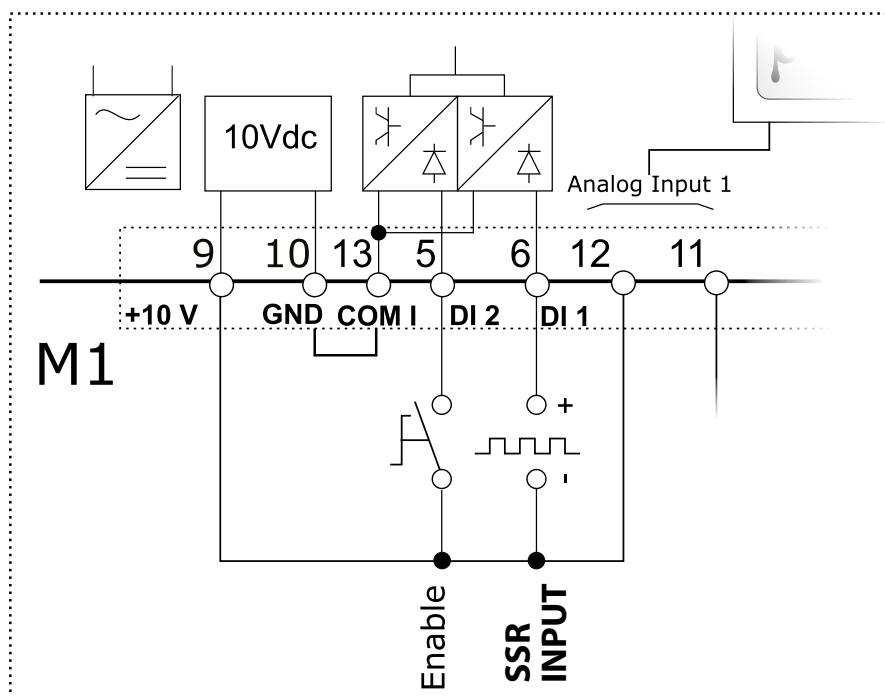 10Vdc
Analog Input 1
9 10 13 5 6 12 11
+10 V GND COM I DI 2 DI 1
M1
+
-
Enable
SSR
INPUT